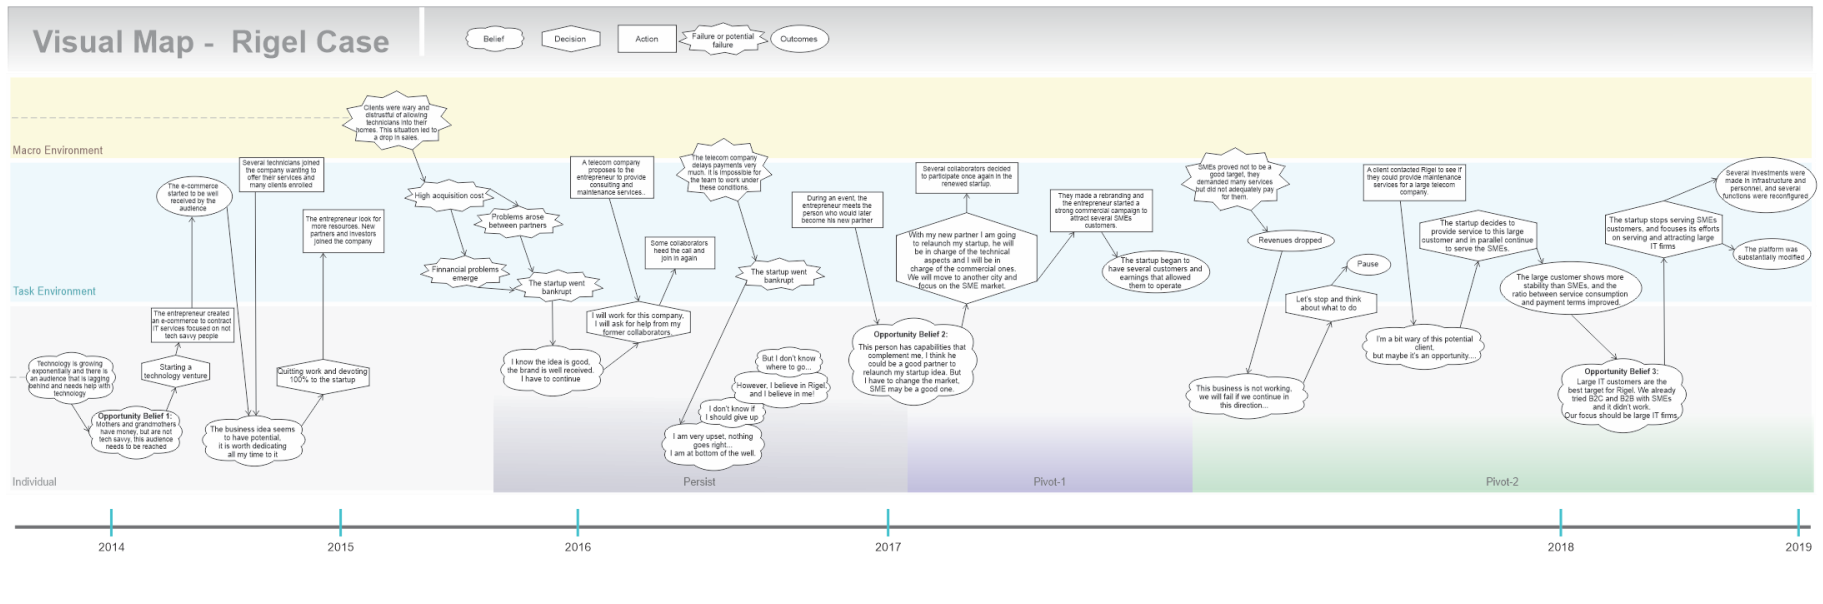 Visual Map -  Rigel Case
Belief
Decision
Action
Failure or potential
failure
Outcomes
Macro Environment
Task Environment
Individual
Technology is growing
exponentially and there is
an audience that is lagging
behind and needs help with
technology
Opportunity Belief 1:
Mothers and grandmothers
have money, but are not
tech savvy, this audience
needs to be reached
Starting a
technology venture
The entrepreneur created
an e-commerce to contract
IT services focused on not
tech savvy people
The e-commerce
started to be well
received by the
audience
Several technicians joined
the company wanting to
offer their services and
many clients enrolled
The business idea seems
to have potential,
it is worth dedicating
all my time to it
Quitting work and devoting
100% to the startup
The entrepreneur look for
more resources. New
partners and investors
joined the company
Clients were wary and
distrustful of allowing
technicians into their
homes. This situation led to
a drop in sales.
High acquisition cost
Problems arose
between partners
Finnancial problems
emerge
The startup went
bankrupt
I know the idea is good,
the brand is well received.
I have to continue
A telecom company
proposes to the
entrepreneur to provide
consulting and
maintenance services..
I will work for this company,
I will ask for help from my
former collaborators.
Some collaborators
heed the call and
join in again
The telecom company
delays payments very
much. It is impossible for
the team to work under
these conditions.
The startup went
bankrupt
I am very upset, nothing
goes right...
I am at bottom of the well.
I don't know if
I should give up
However, I believe in Rigel,
and I believe in me!
But I don't know
where to go...
Persist
During an event, the
entrepreneur meets the
person who would later
become his new partner
Opportunity Belief 2:
This person has capabilities that
complement me, I think he
could be a good partner to
relaunch my startup idea. But
I have to change the market,
SME may be a good one.
With my new partner I am going
to relaunch my startup, he will
be in charge of the technical
aspects and I will be in
charge of the commercial ones.
We will move to another city and
focus on the SME market.
Several collaborators decided
to participate once again in the
renewed startup.
They made a rebranding and
the entrepreneur started a
strong commercial campaign to
attract several SMEs
customers.
The startup began to
have several customers and
earnings that allowed
them to operate
Pivot-1
SMEs proved not to be a
good target, they
demanded many services
but did not adequately pay
for them.
Revenues dropped
This business is not working,
we will fail if we continue in
this direction...
Let's stop and think
about what to do
Pause
A client contacted Rigel to see if
they could provide maintenance
services for a large telecom
company.
I'm a bit wary of this potential
client,
but maybe it's an opportunity....
The startup decides to
provide service to this large
customer and in parallel continue
to serve the SMEs.
The large customer shows more
stability than SMEs, and the
ratio between service consumption
and payment terms improved.
Opportunity Belief 3:
Large IT customers are the
best target for Rigel. We already
tried B2C and B2B with SMEs
and it didn't work.
Our focus should be large IT firms.
The startup stops serving SMEs
customers, and focuses its efforts
on serving and attracting large
IT firms
Several investments were
made in infrastructure and
personnel, and several
functions were reconfigured
The platform was
substantially modified
Pivot-2
2014
2015
2016
2017
2018
2019